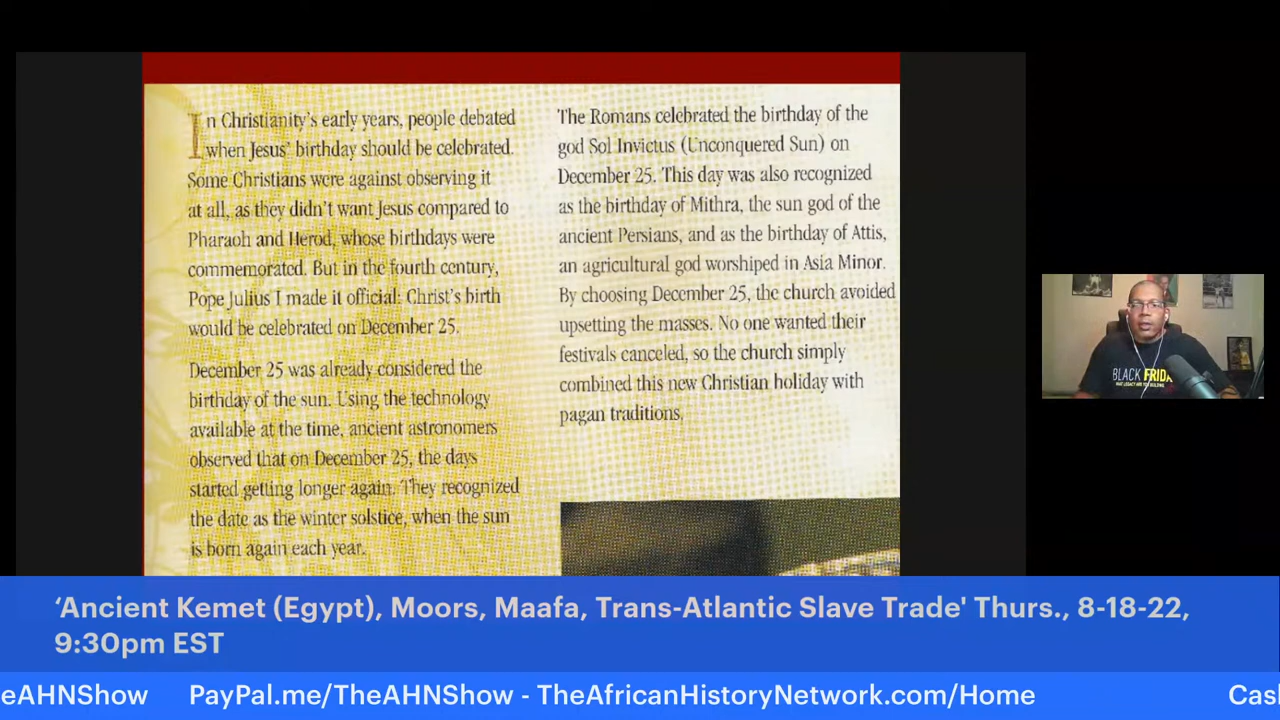 In Christianity's early years, people debated
when Jesus' birthday should be celebrated.
Some Christians were against observing it
at all, as they didn't want Jesus compared to
Pharaoh and Herod, whose birthdays were
commemorated. But in the fourth century,
Pope Julius I made it official: Christ's birth
would be celebrated on December 25.
December 25 was already considered the
birthday of the sun. Using the technology
available at the time, ancient astronomers
observed that on December 25, the days
started getting longer again. They recognized
the date as the winter solstice, when the sun
is born again each year.
The Romans celebrated the birthday of the
god Sol Invictus (Unconquered Sun) on
December 25. This day was also recognized
as the birthday of Mithra, the sun god of the
ancient Persians, and as the birthday of Attis,
an agricultural god worshiped in Asia Minor.
By choosing December 25, the church avoided
upsetting the masses. No one wanted their
festivals canceled, so the church simply
combined this new Christian holiday with
pagan traditions.
BLACK FRID
‘Ancient Kemet (Egypt), Moors, Maafa, Trans-Atlantic Slave Trade' Thurs., 8-18-22,
9:30pm EST
eAHNShow PayPal.me/TheAHNShow - TheAfricanHistoryNetwork.com/Home Cas